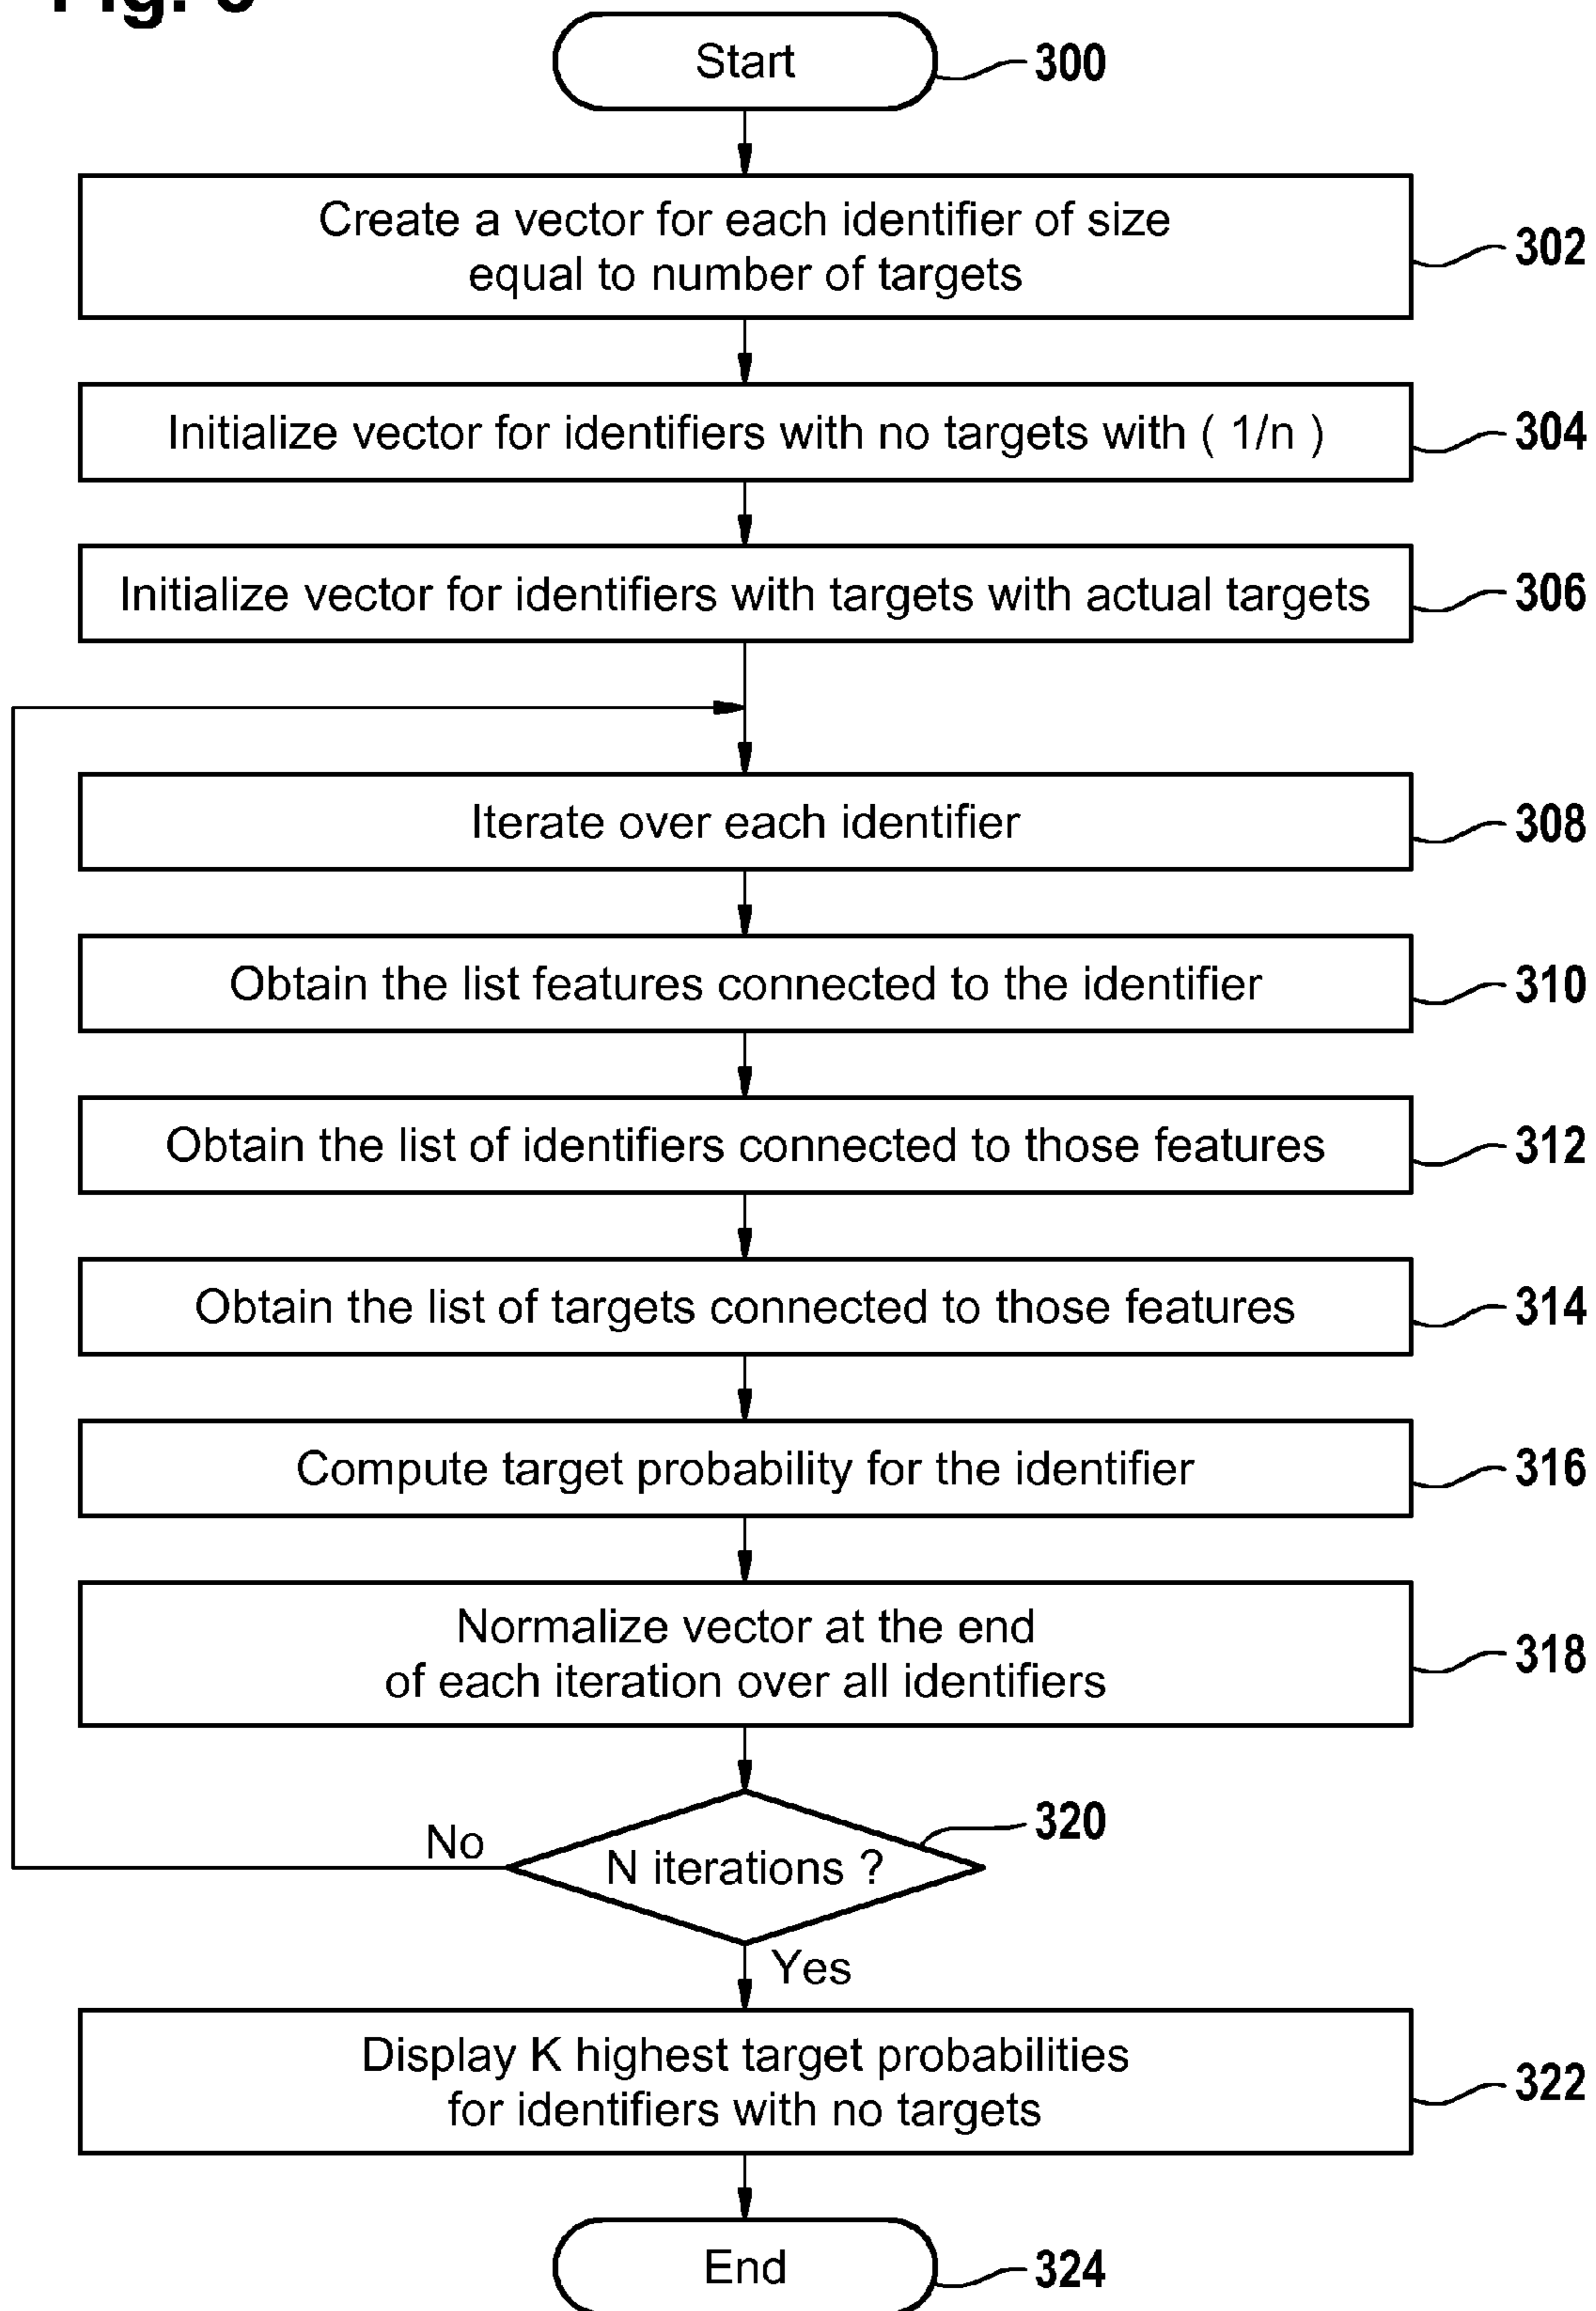 Fig.
Start
300
Create a vector for each identifier of size
equal to number of targets
302
Initialize vector for identifiers with no targets with ( 1/n )
304
Initialize vector for identifiers with targets with actual targets
306
Iterate over each identifier
308
Obtain the list features connected to the identifier
310
Obtain the list of identifiers connected to those features
312
Obtain the list of targets connected to those features
314
Compute target probability for the identifier
316
Normalize vector at the end
of each iteration over all identifiers
318
No
N iterations ?
320
Yes
Display K highest target probabilities
for identifiers with no targets
322
End
324